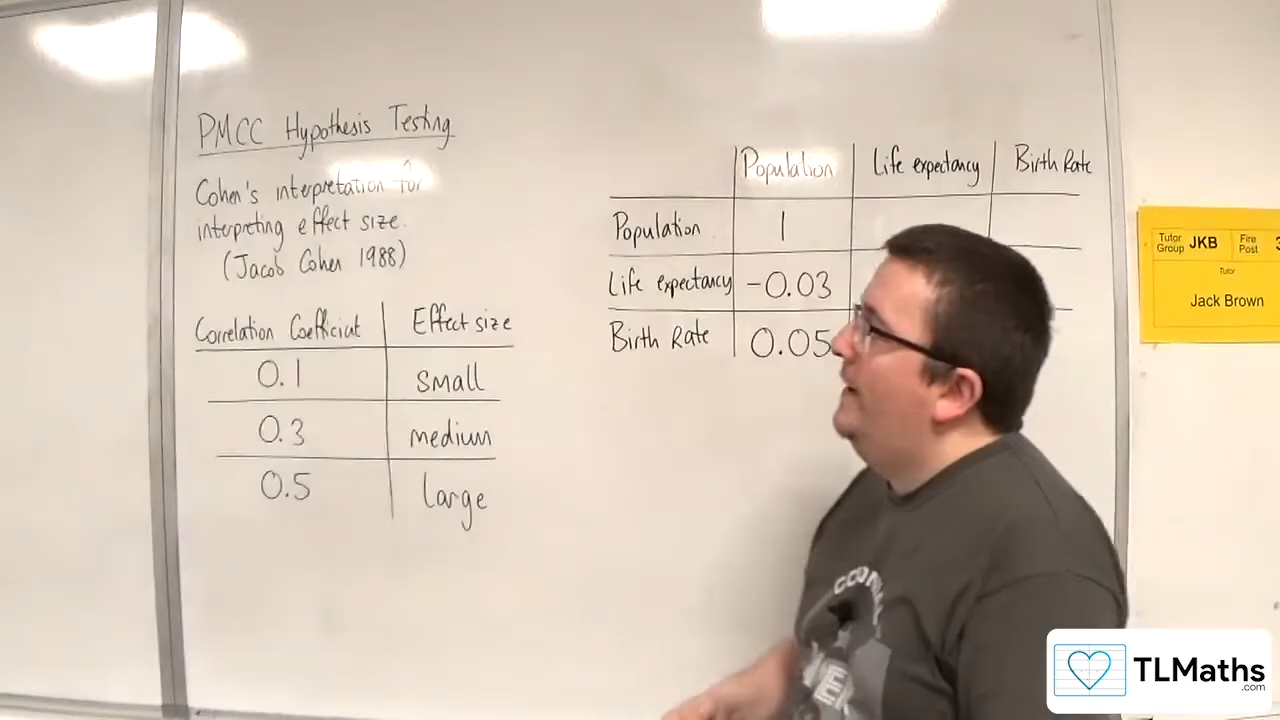 PMCC Hypothesis Testing
Cohen's interpretation for
interpreting effect size.
(Jacob Cohen 1988)
Correlation Coefficient Effect size
0.1 small
0.3 medium
0.5 large
Population Life expectancy Birth Rate
Population 1
Life expectancy -0.03
Birth Rate 0.05
Tutor Group JKB Fire Post 3
Tutor
Jack Brown
TLMaths
.com